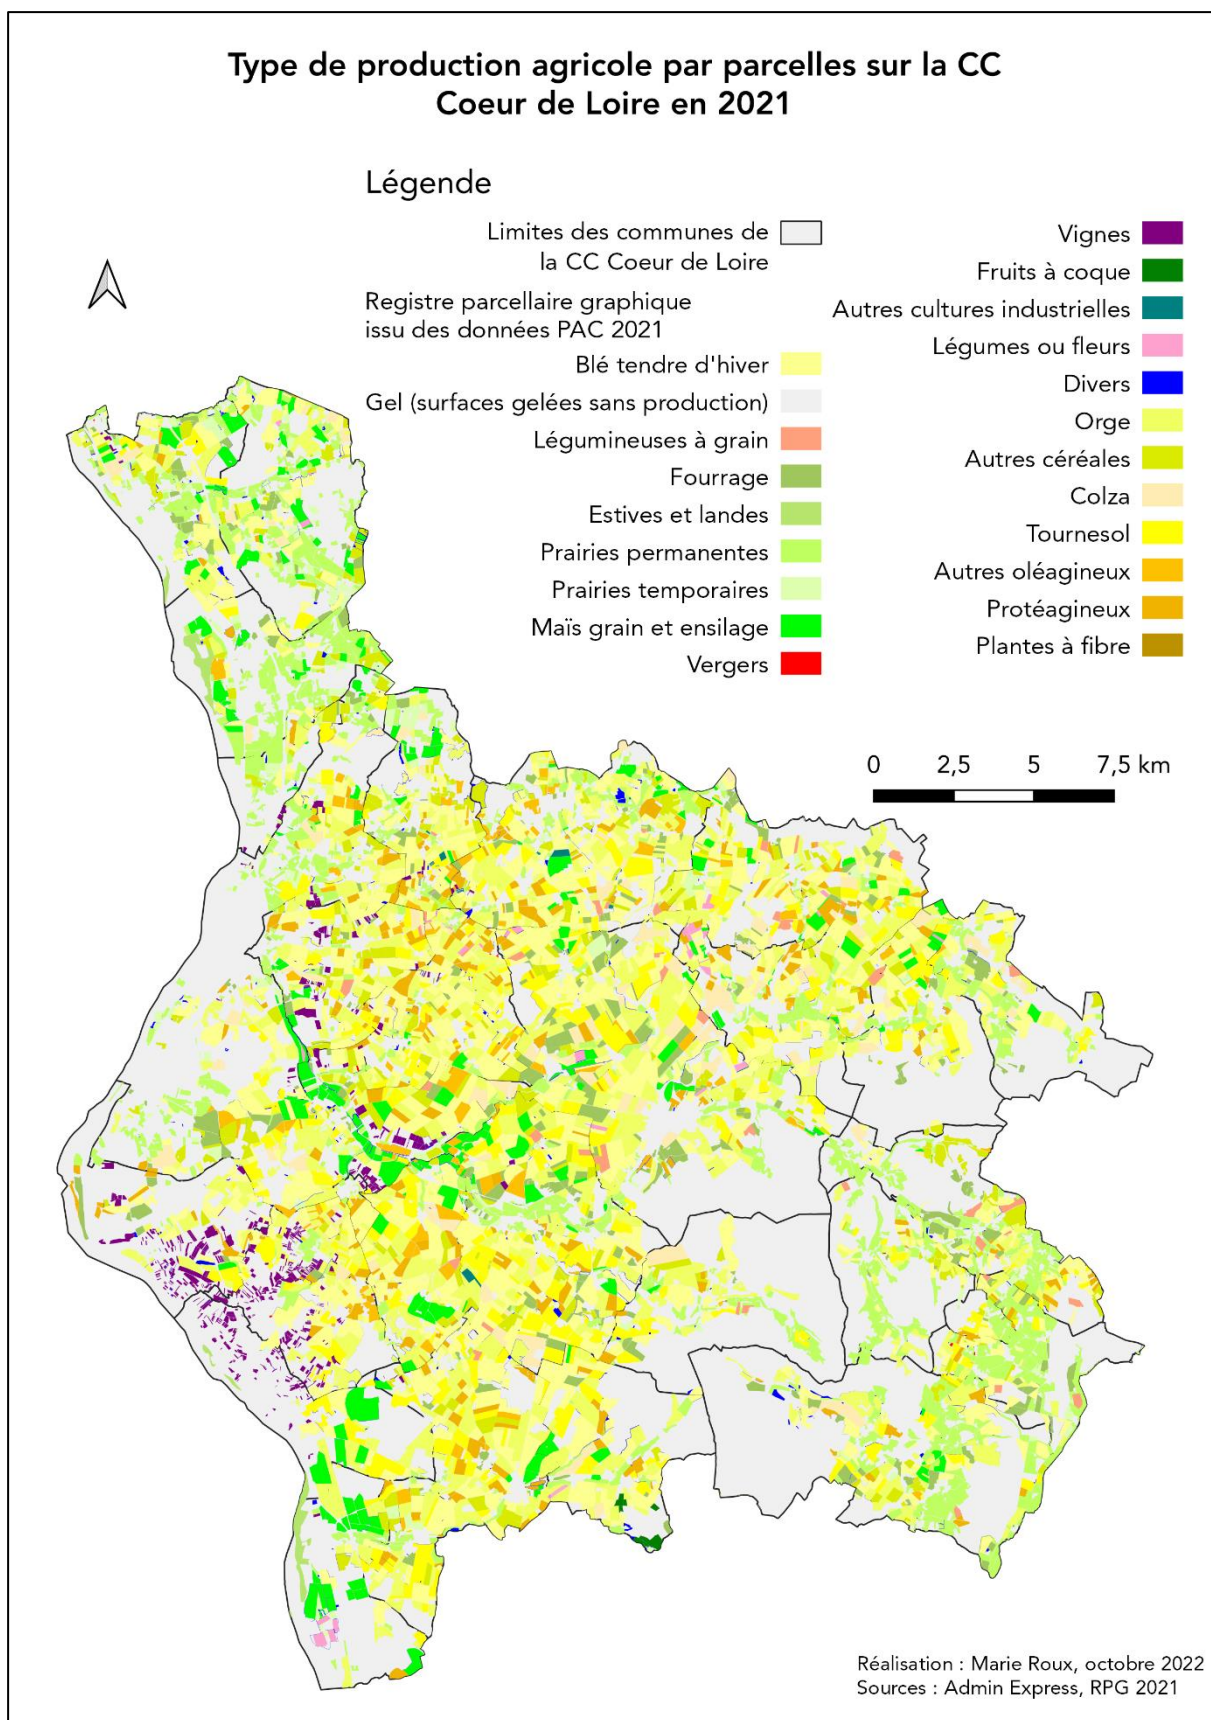 Type de production agricole par parcelles sur la CC
Coeur de Loire en 2021
Légende
Limites des communes de
la CC Coeur de Loire
Registre parcellaire graphique
issu des données PAC 2021
Blé tendre d'hiver
Gel (surfaces gelées sans production)
Légumineuses à grain
Fourrage
Estives et landes
Prairies permanentes
Prairies temporaires
Maïs grain et ensilage
Vergers
Vignes
Fruits à coque
Autres cultures industrielles
Légumes ou fleurs
Divers
Orge
Autres céréales
Colza
Tournesol
Autres oléagineux
Protéagineux
Plantes à fibre
0 2,5 5 7,5 km
Réalisation : Marie Roux, octobre 2022
Sources : Admin Express, RPG 2021